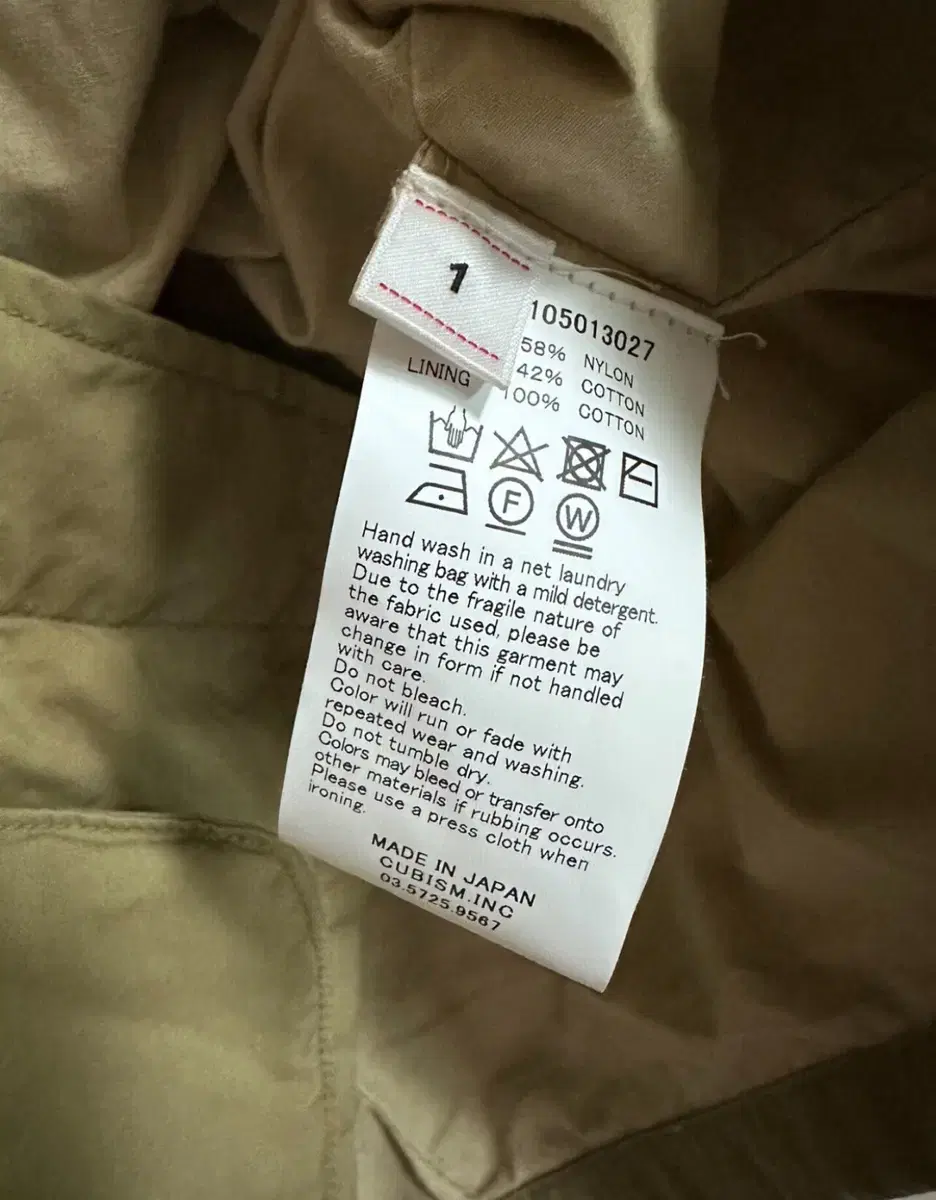 1
105013027
58% NYLON
42% COTTON
LINING 100% COTTON
F W
Hand wash in a net laundry
washing bag with a mild detergent.
Due to the fragile nature of
the fabric used, please be
aware that this garment may
change in form if not handled
with care.
Do not bleach.
Color will run or fade with
repeated wear and washing.
Do not tumble dry.
Colors may bleed or transfer onto
other materials if rubbing occurs.
Please use a press cloth when
ironing.
MADE IN JAPAN
CUBISM.INC
03.5725.9567